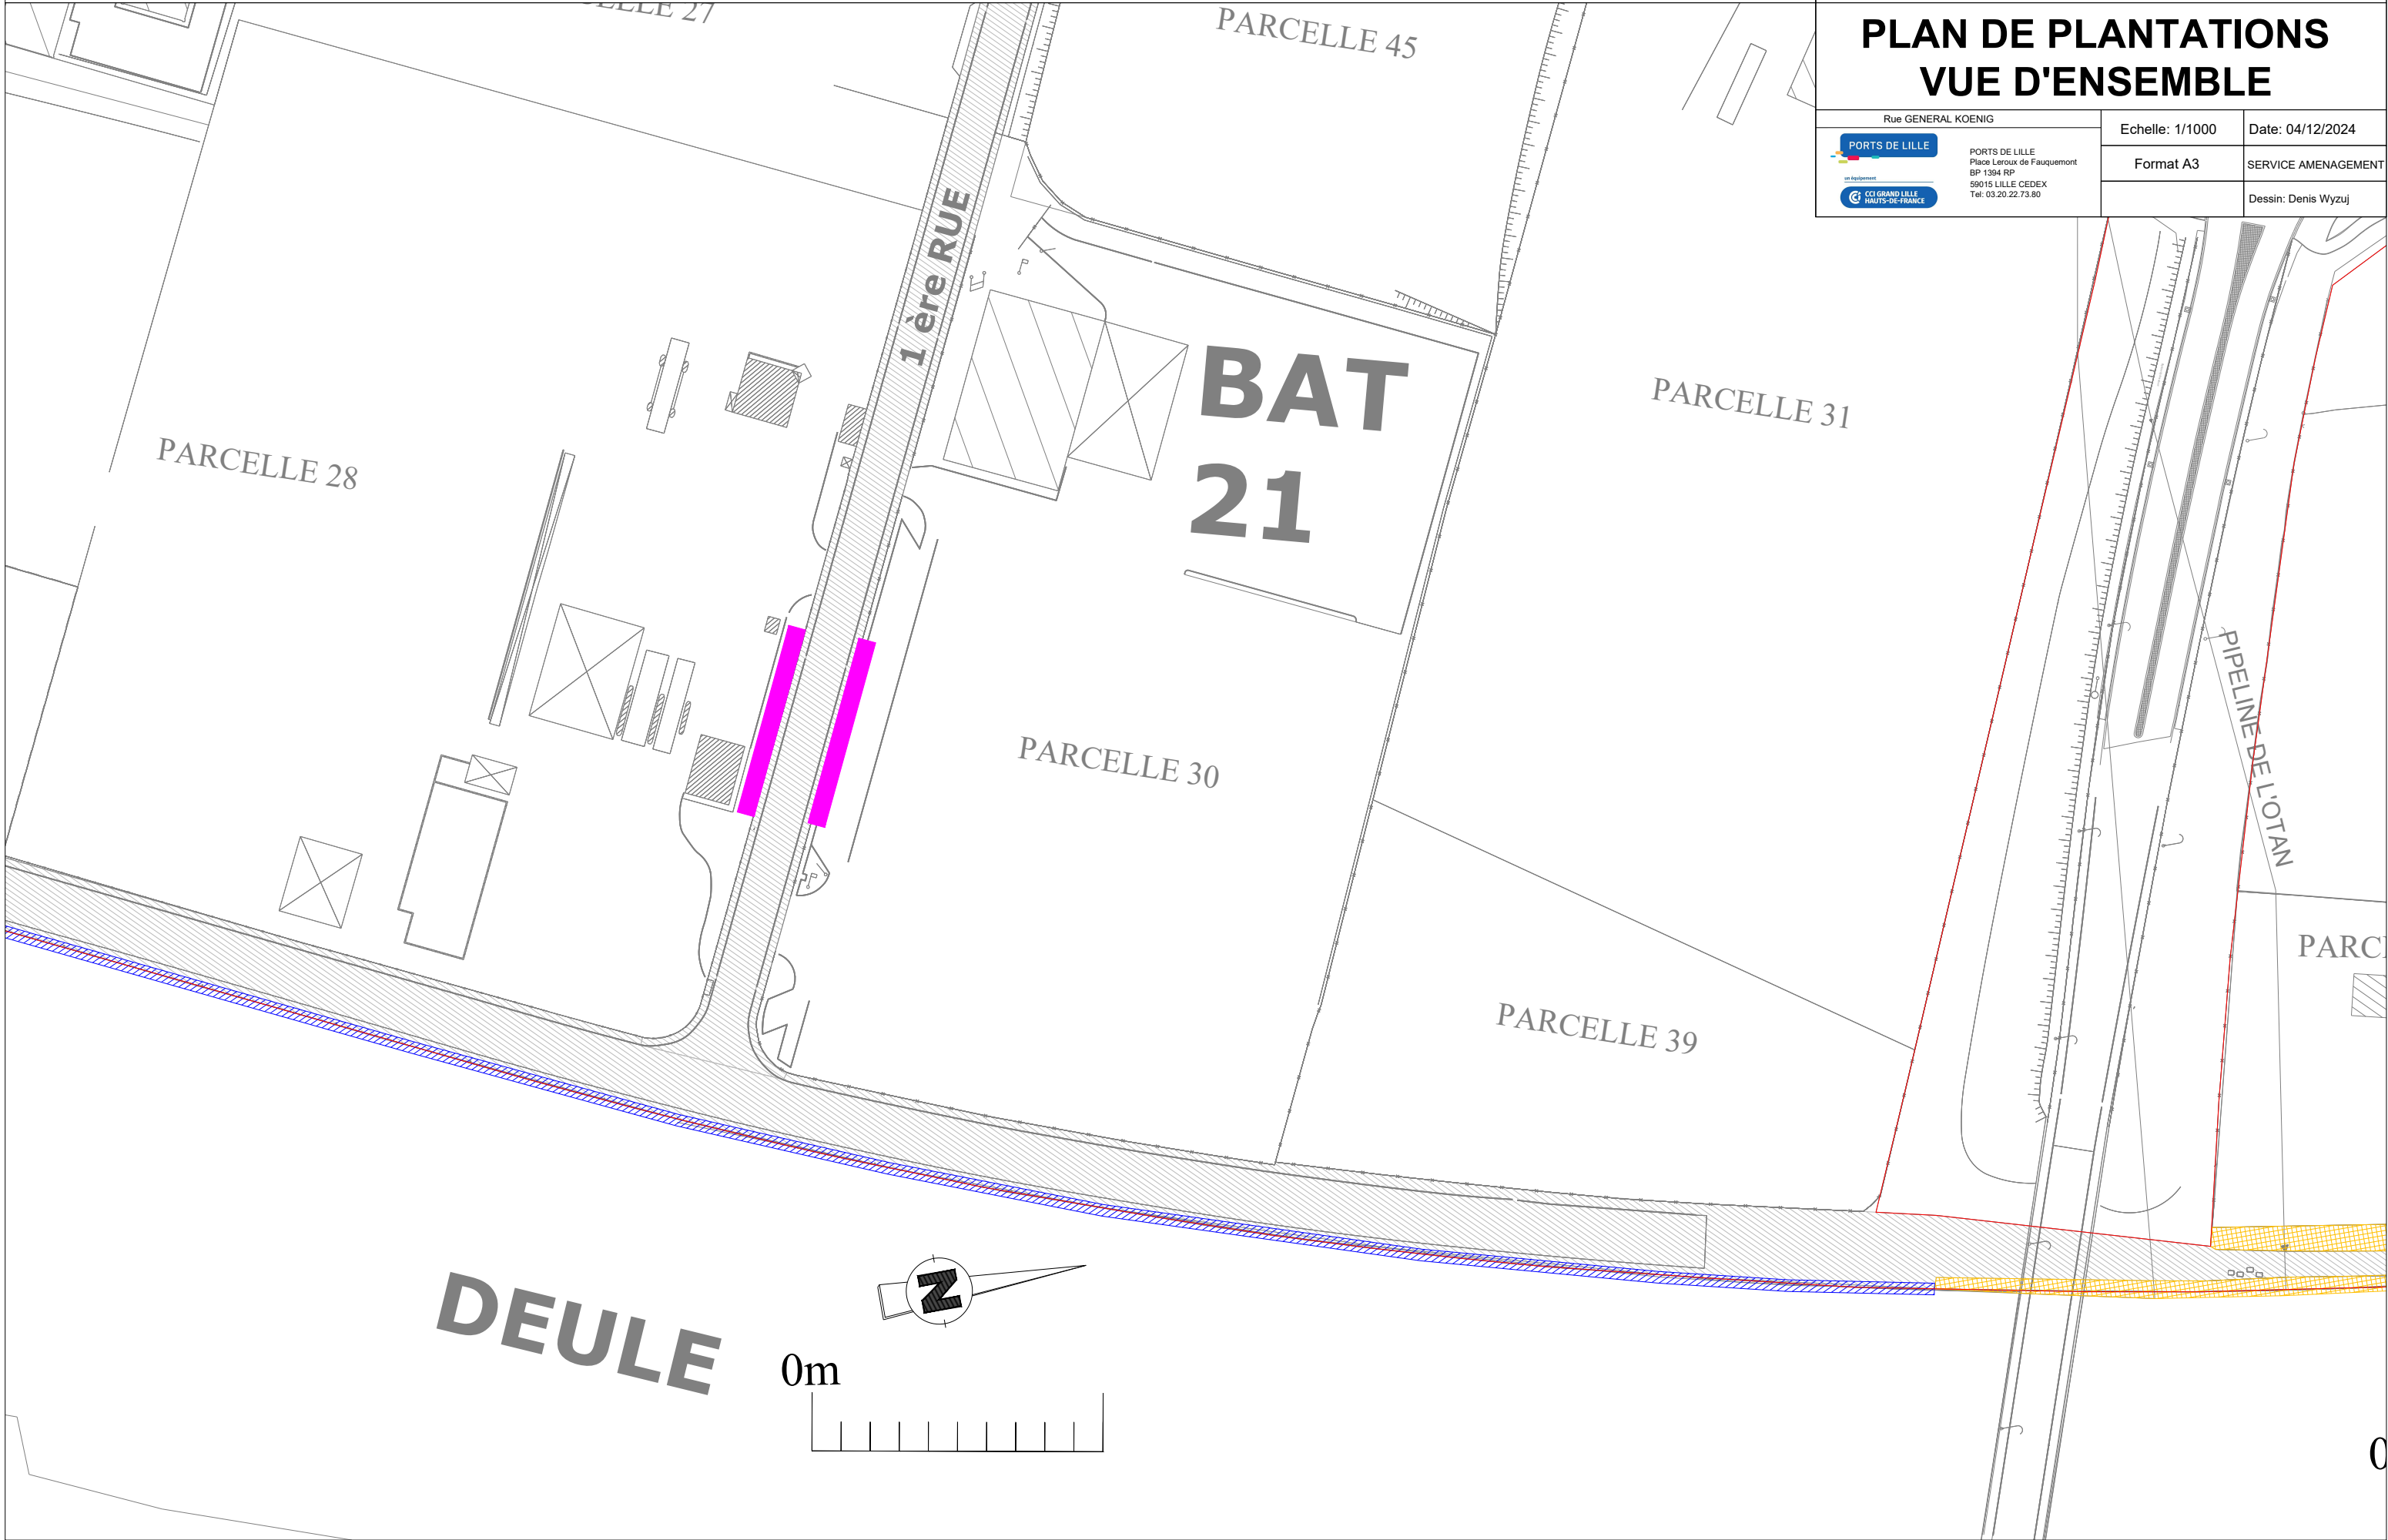 PLAN DE PLANTATIONS
VUE D'ENSEMBLE
Rue GENERAL KOENIG
Echelle: 1/1000
Date: 04/12/2024
PORTS DE LILLE
un équipement
CCI GRAND LILLE
HAUTS-DE-FRANCE
PORTS DE LILLE
Place Leroux de Fauquemont
BP 1394 RP
59015 LILLE CEDEX
Tel: 03.20.22.73.80
Format A3
SERVICE AMENAGEMENT
Dessin: Denis Wyzuj
PARCELLE 45
1 ère RUE
BAT
21
PARCELLE 31
PARCELLE 28
PARCELLE 30
PIPELINE DE L'OTAN
PARCELLE 39
N
DEULE
0m